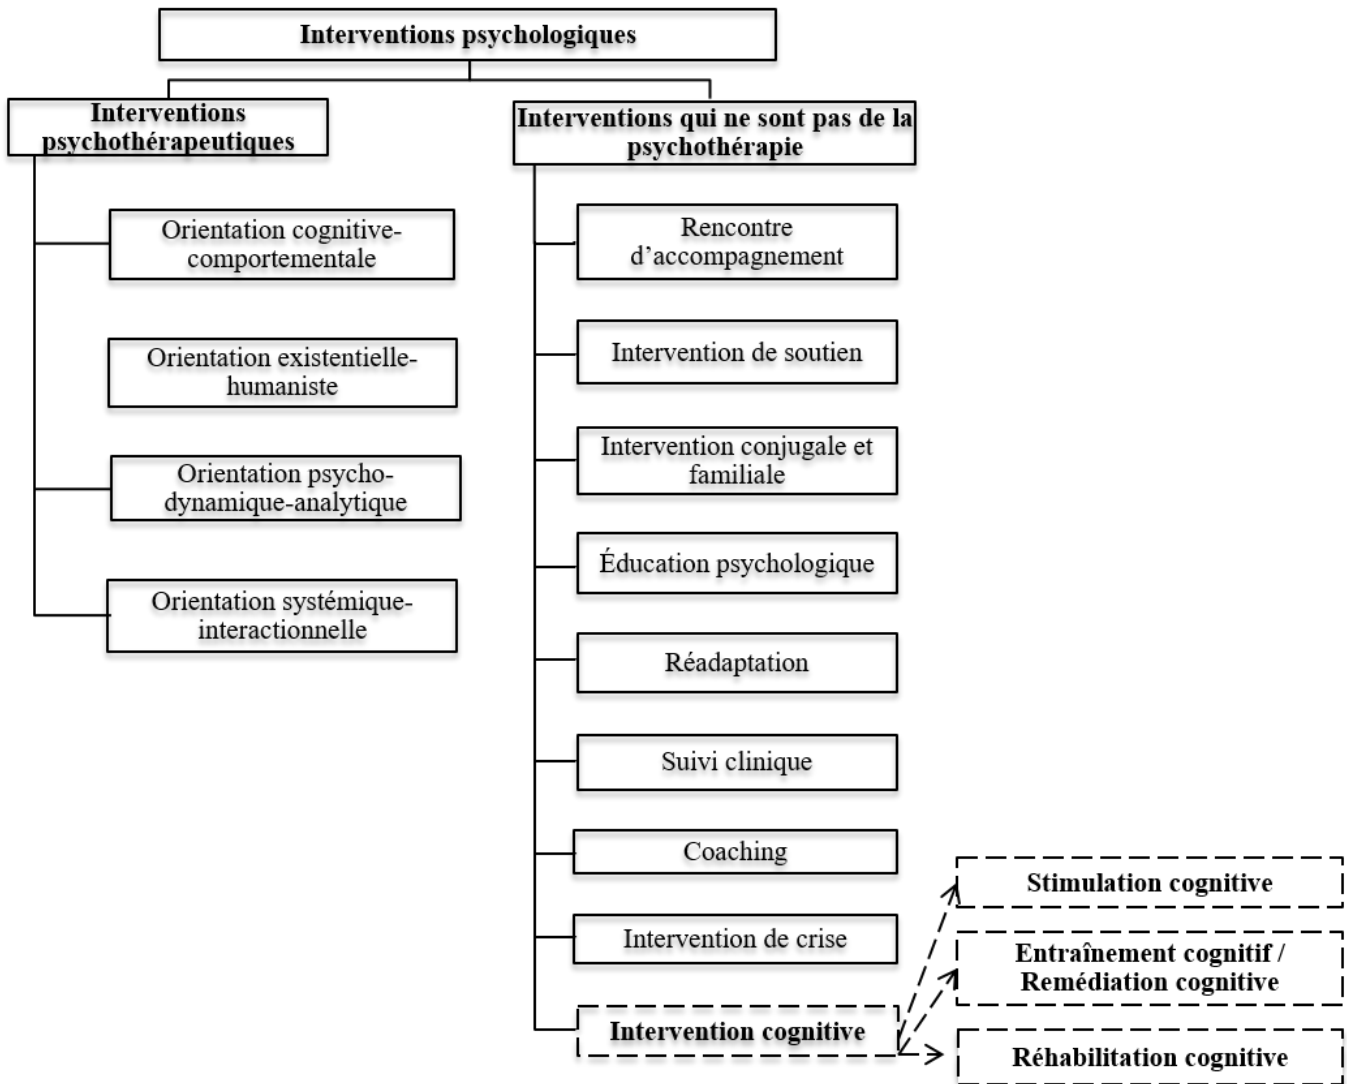 Interventions psychologiques
Interventions
psychothérapeutiques
Orientation cognitive-
comportementale
Orientation existentielle-
humaniste
Orientation psycho-
dynamique-analytique
Orientation systémique-
interactionnelle
Interventions qui ne sont pas de la
psychothérapie
Rencontre
d’accompagnement
Intervention de soutien
Intervention conjugale et
familiale
Éducation psychologique
Réadaptation
Suivi clinique
Coaching
Intervention de crise
Intervention cognitive
Stimulation cognitive
Entraînement cognitif /
Remédiation cognitive
Réhabilitation cognitive